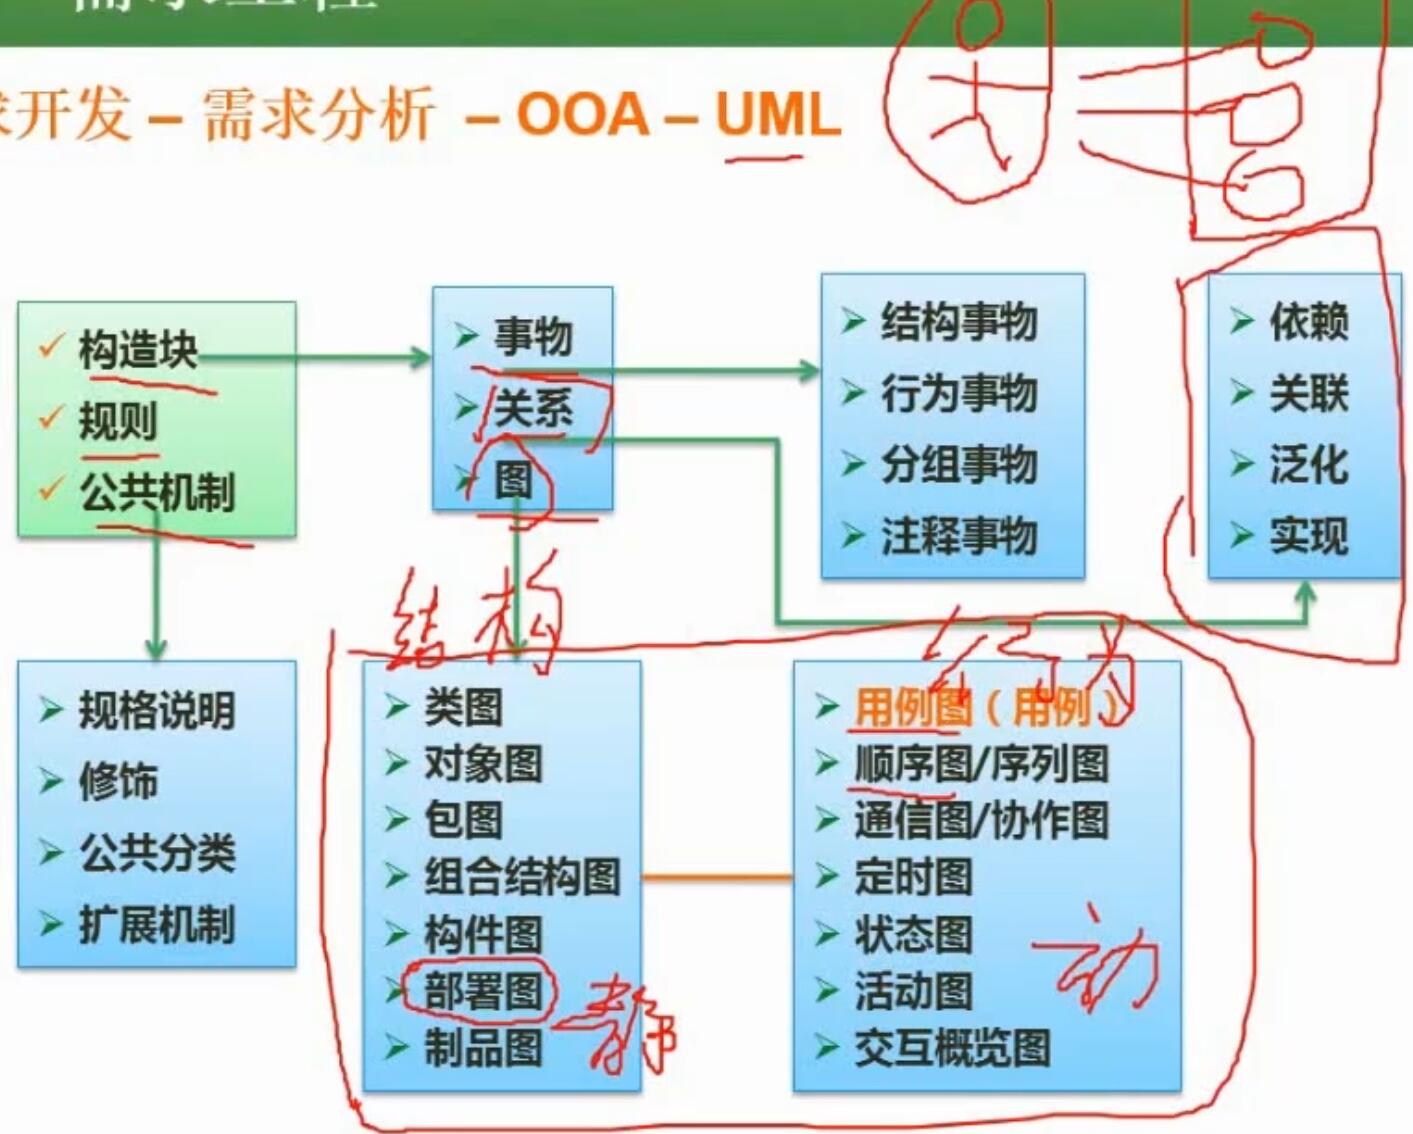 需求工程
求开发 – 需求分析 – OOA – UML
构造块
规则
公共机制
事物
关系
图
结构事物
行为事物
分组事物
注释事物
依赖
关联
泛化
实现
规格说明
修饰
公共分类
扩展机制
结构
类图
对象图
包图
组合结构图
构件图
部署图
制品图
静
行为
用例图（用例）
顺序图/序列图
通信图/协作图
定时图
状态图
活动图
交互概览图
动